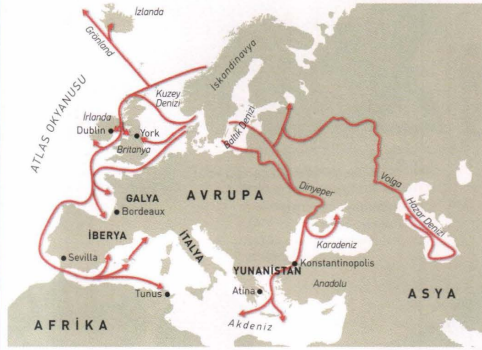 İzlanda
Grönland
İskandinavya
ATLAS OKYANUSU
Kuzey
Denizi
İrlanda
Dublin
York
Britanya
Baltık Denizi
Volga
Dinyeper
Hazar Denizi
GALYA
AVRUPA
Bordeaux
İBERYA
İTALYA
Karadeniz
Sevilla
YUNANİSTAN
Konstantinopolis
Tunus
Atina
Anadolu
ASYA
AFRİKA
Akdeniz